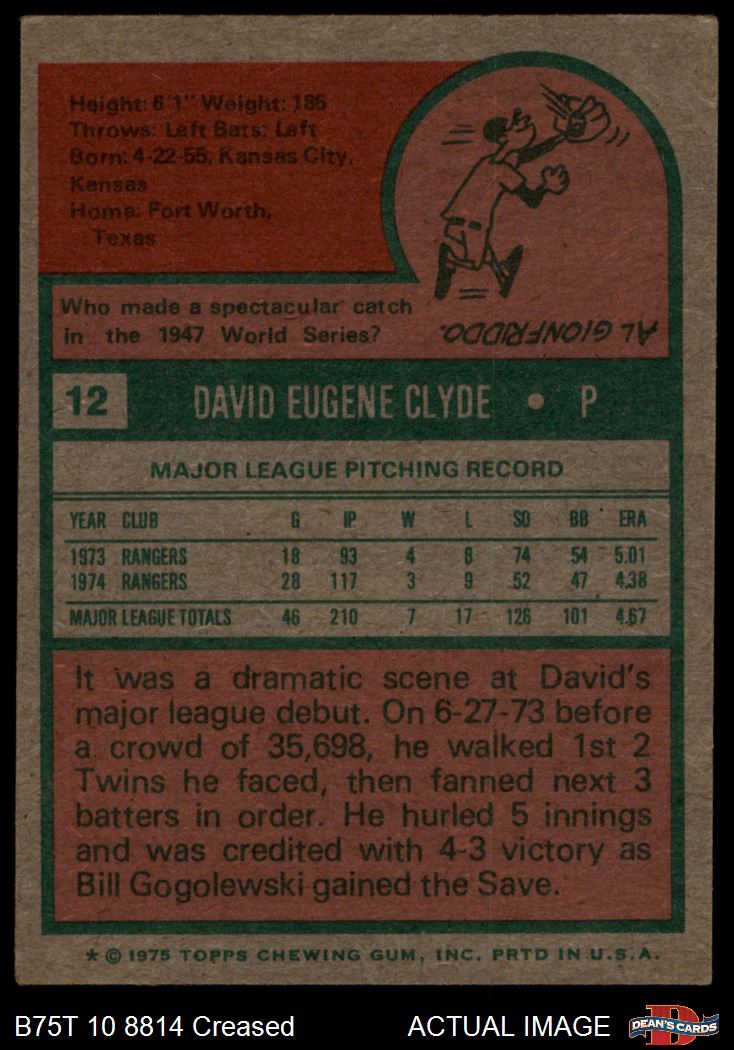 Height: 6'1" Weight: 185
Throws: Left Bats: Left
Born: 4-22-55, Kansas City,
Kansas
Home: Fort Worth,
Texas
Who made a spectacular catch
in the 1947 World Series?
AL GIONFRIDDO.
12 DAVID EUGENE CLYDE • P
MAJOR LEAGUE PITCHING RECORD
YEAR CLUB G IP W L SO BB ERA
1973 RANGERS 18 93 4 8 74 54 5.01
1974 RANGERS 28 117 3 9 52 47 4.38
MAJOR LEAGUE TOTALS 46 210 7 17 126 101 4.67
It was a dramatic scene at David's
major league debut. On 6-27-73 before
a crowd of 35,698, he walked 1st 2
Twins he faced, then fanned next 3
batters in order. He hurled 5 innings
and was credited with 4-3 victory as
Bill Gogolewski gained the Save.
* © 1975 TOPPS CHEWING GUM, INC. PRTD IN U.S.A.
B75T 10 8814 Creased ACTUAL IMAGE
D
DEAN'S CARDS